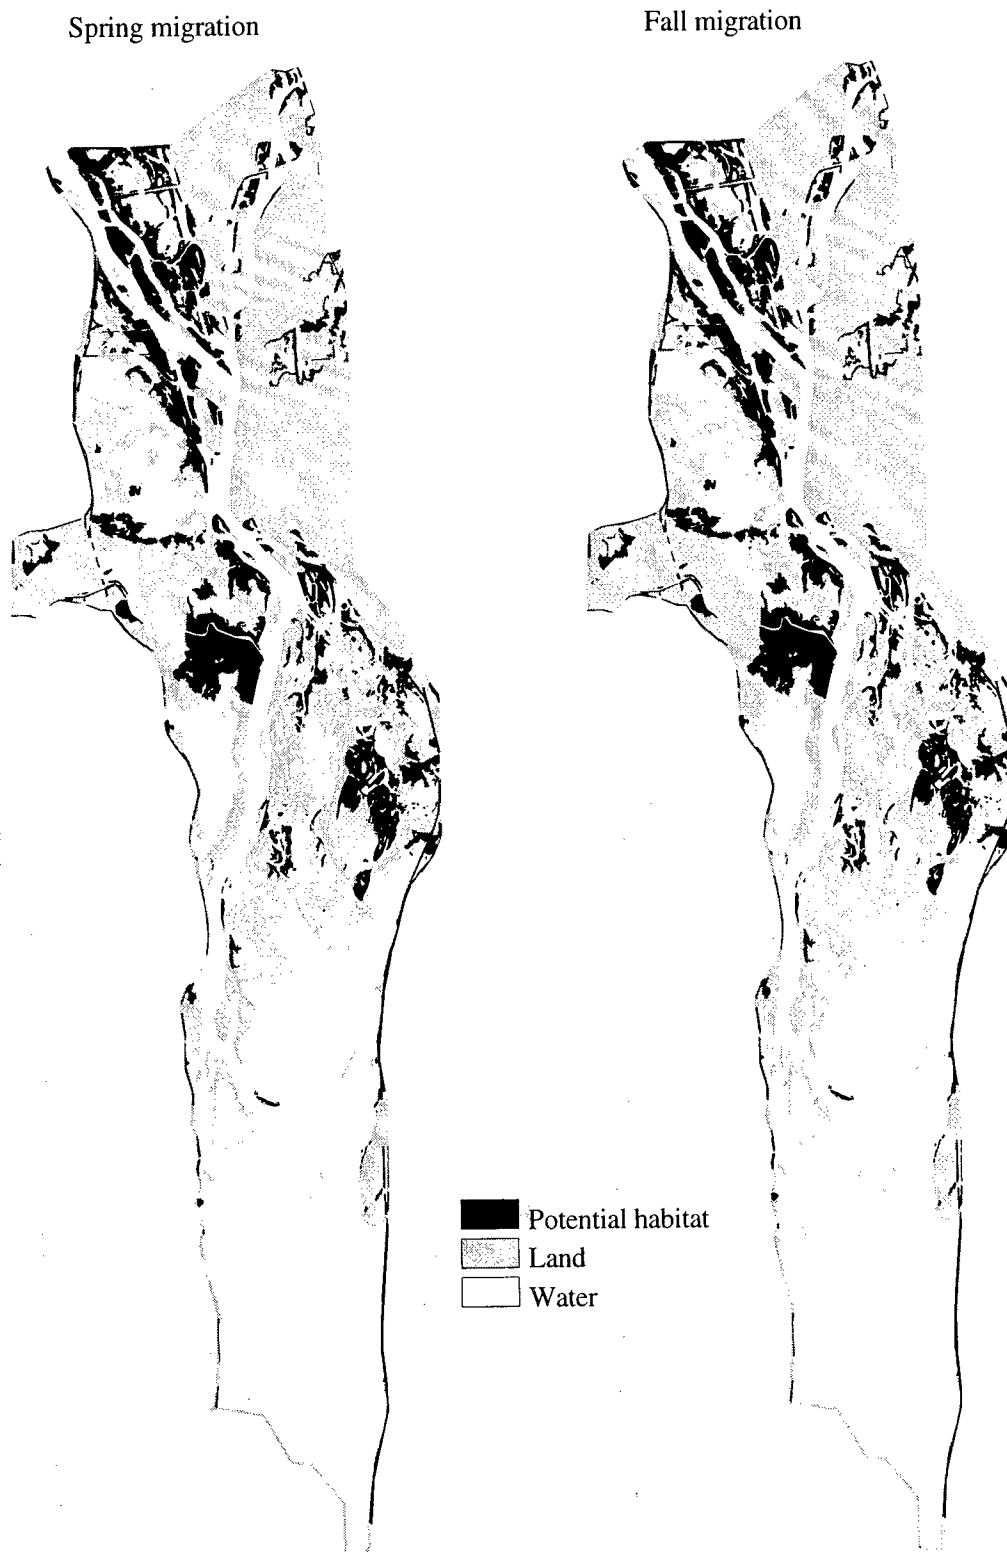 Spring migration
Fall migration
Potential habitat
Land
Water